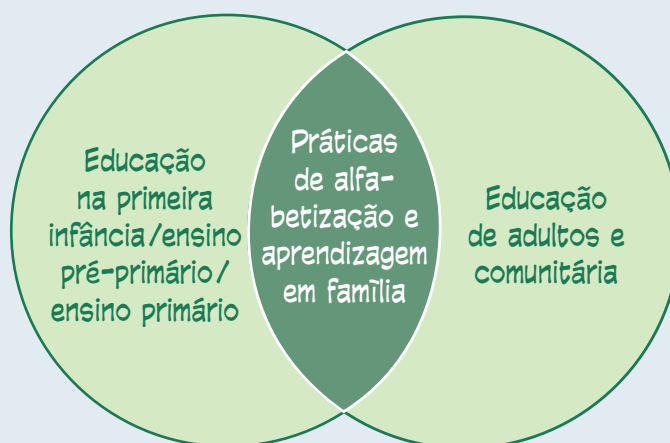 Educação
na primeira
infância/ensino
pré-primário/
ensino primário
Práticas
de alfa-
betização e
aprendizagem
em família
Educação
de adultos e
comunitária